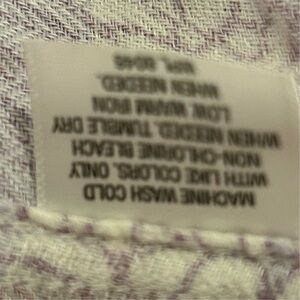 MACHINE WASH COLD
WITH LIKE COLORS. ONLY
NON-CHLORINE BLEACH
WHEN NEEDED. TUMBLE DRY
LOW. WARM IRON
WHEN NEEDED.